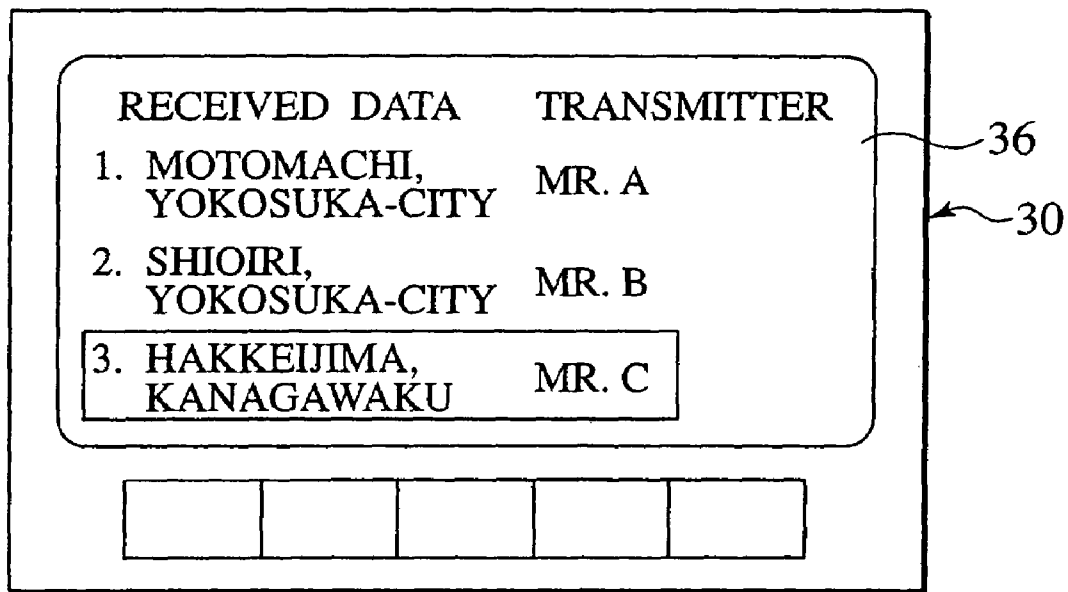 RECEIVED DATA TRANSMITTER
1. MOTOMACHI,
YOKOSUKA-CITY MR. A
2. SHIOIRI,
YOKOSUKA-CITY MR. B
3. HAKKEIJIMA,
KANAGAWAKU MR. C
36
30